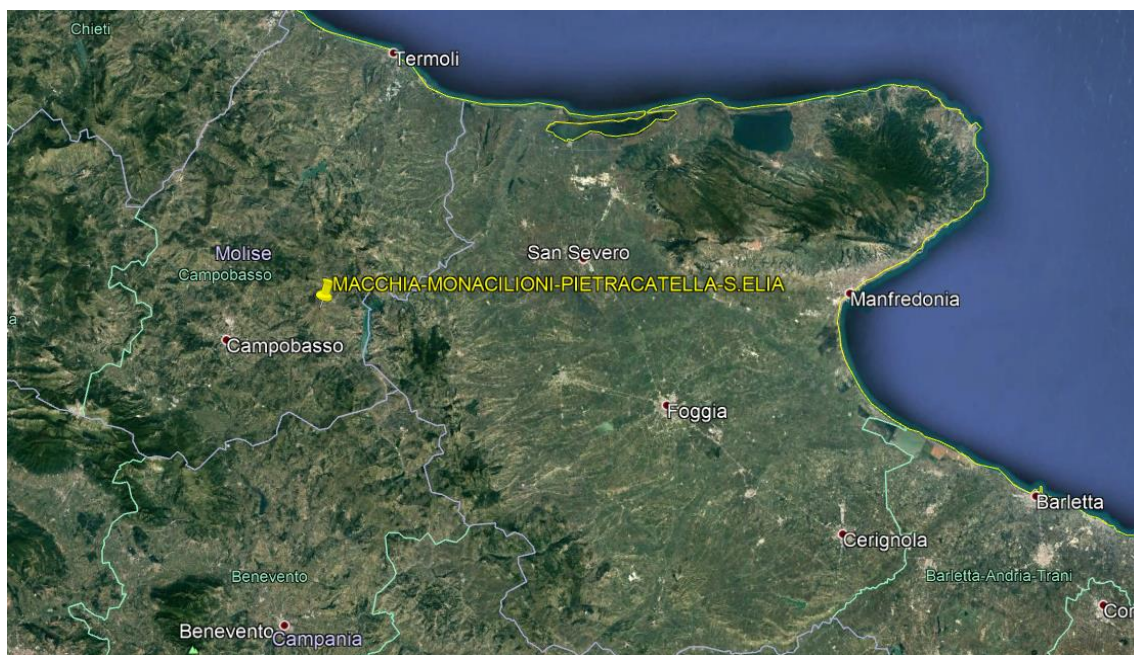 Chieti
Termoli
San Severo
Molise
Campobasso
MACCHIA-MONACILIONI-PIETRACATELLA-S.ELIA
Manfredonia
Campobasso
Foggia
Barletta
Cerignola
Benevento
Barletta-Andria-Trani
Benevento
Campania